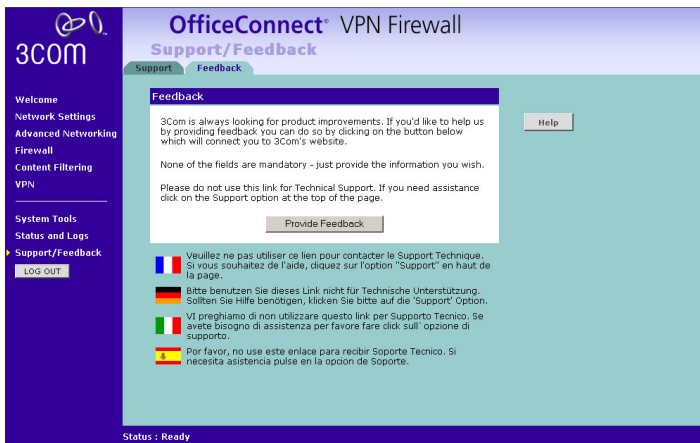 3COM
OfficeConnect® VPN Firewall
Support/Feedback
Support
Feedback
Welcome
Network Settings
Advanced Networking
Firewall
Content Filtering
VPN
System Tools
Status and Logs
Support/Feedback
LOG OUT
Feedback
3Com is always looking for product improvements. If you'd like to help us
by providing feedback you can do so by clicking on the button below
which will connect you to 3Com's website.
None of the fields are mandatory - just provide the information you wish.
Please do not use this link for Technical Support. If you need assistance
click on the Support option at the top of the page.
Provide Feedback
Help
Veuillez ne pas utiliser ce lien pour contacter le Support Technique.
Si vous souhaitez de l'aide, cliquez sur l'option "Support" en haut de
la page.
Bitte benutzen Sie dieses Link nicht für Technische Unterstützung.
Sollten Sie Hilfe benötigen, klicken Sie bitte auf die 'Support' Option.
VI preghiamo di non utilizzare questo link per Supporto Tecnico. Se
avete bisogno di assistenza per favore fare click sull' opzione di
supporto.
Por favor, no use este enlace para recibir Soporte Tecnico. Si
necesita asistencia pulse en la opcion de Soporte.
Status : Ready